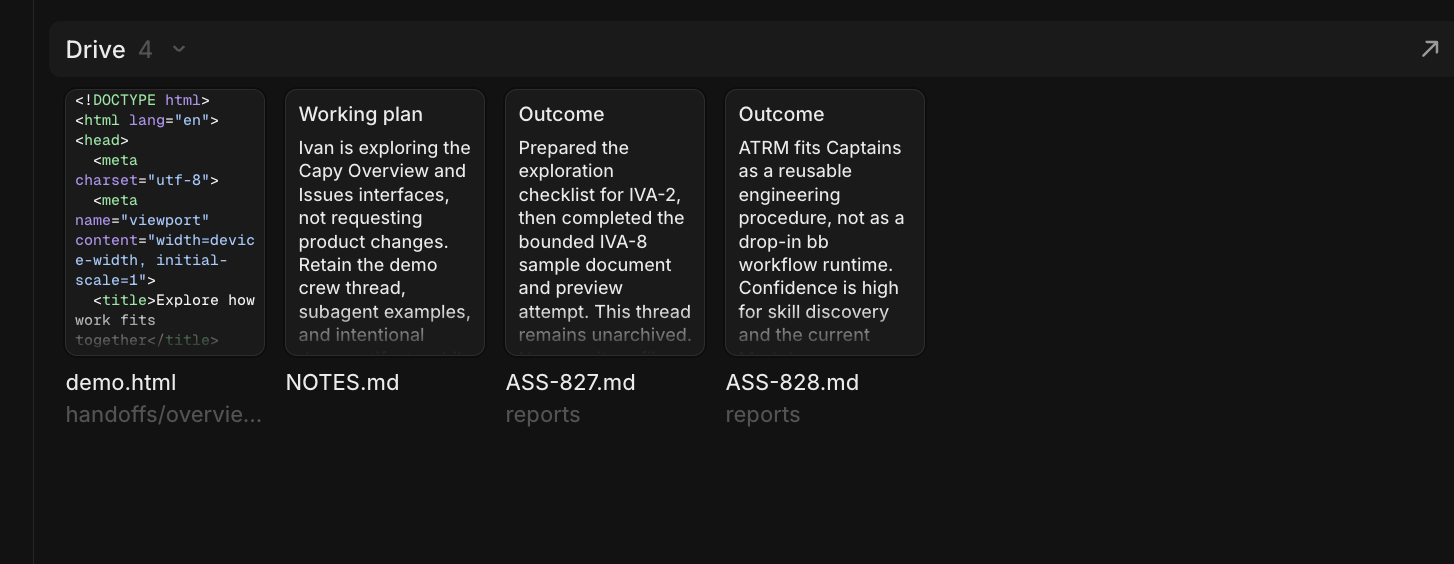 Drive 4
<!DOCTYPE html>
<html lang="en">
<head>
<meta
charset="utf-8">
<meta
name="viewport"
content="width=devic
e-width, initial-
scale=1">
<title>Explore how
work fits
together</title>
demo.html
handoffs/overvie...
Working plan
Ivan is exploring the
Capy Overview and
Issues interfaces,
not requesting
product changes.
Retain the demo
crew thread,
subagent examples,
and intentional
NOTES.md
Outcome
Prepared the
exploration
checklist for IVA-2,
then completed the
bounded IVA-8
sample document
and preview
attempt. This thread
remains unarchived.
ASS-827.md
reports
Outcome
ATRM fits Captains
as a reusable
engineering
procedure, not as a
drop-in bb
workflow runtime.
Confidence is high
for skill discovery
and the current
ASS-828.md
reports